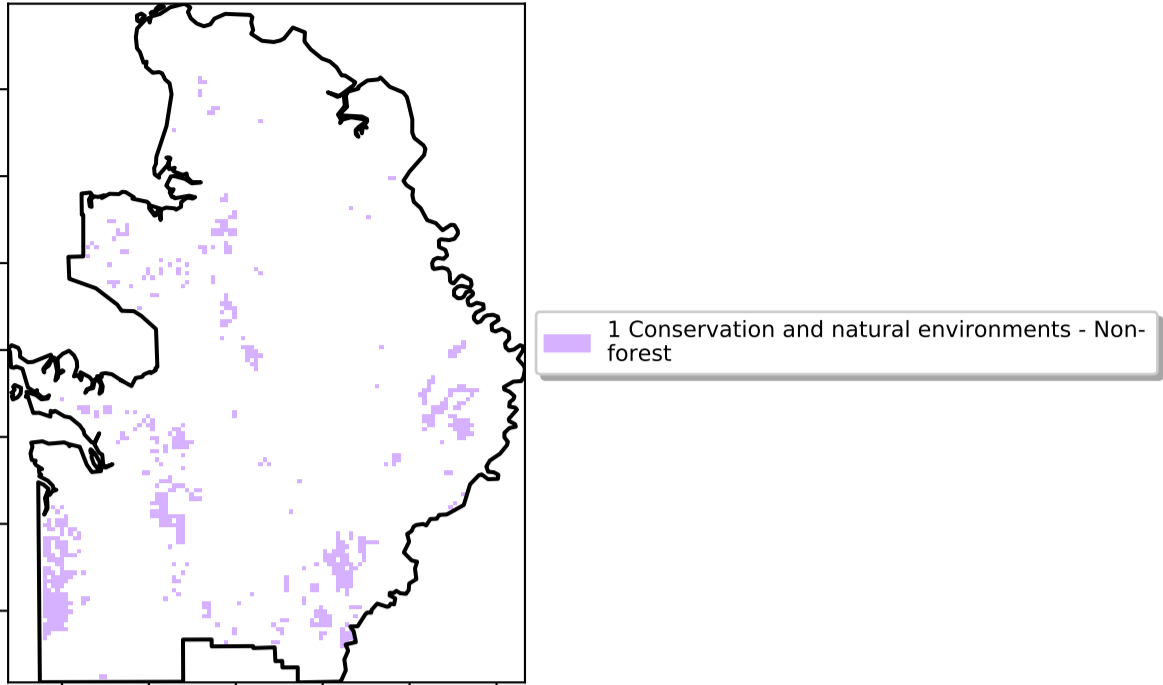 1 Conservation and natural environments - Non-
forest